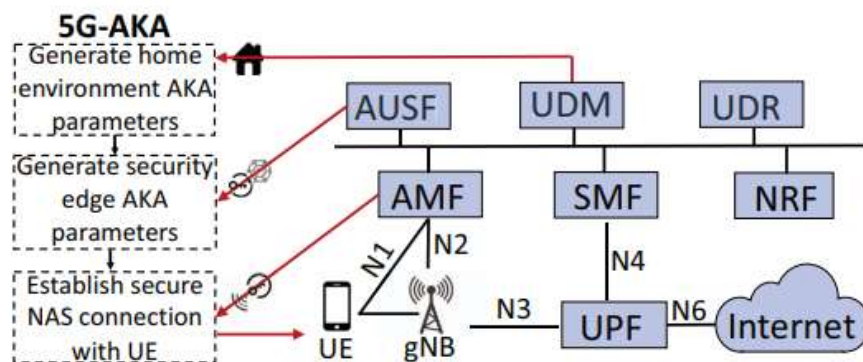 5G-AKA
Generate home
environment AKA
parameters
Generate security
edge AKA
parameters
Establish secure
NAS connection
with UE
AUSF
UDM
UDR
AMF
SMF
NRF
N1
N2
N4
UE
gNB
N3
UPF
N6
Internet